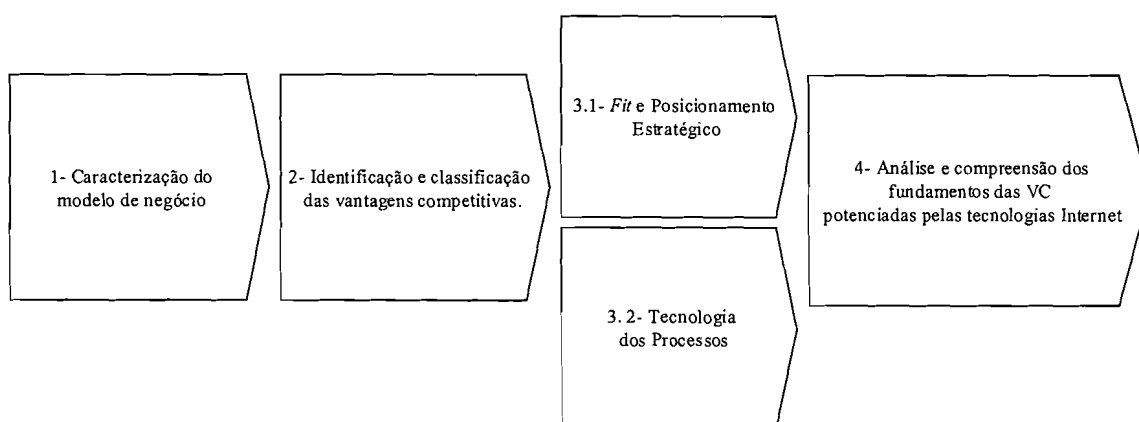 1- Caracterização do
modelo de negócio
2- Identificação e classificação
das vantagens competitivas.
3.1- Fit e Posicionamento
Estratégico
3. 2- Tecnologia
dos Processos
4- Análise e compreensão dos
fundamentos das VC
potenciadas pelas tecnologias Internet